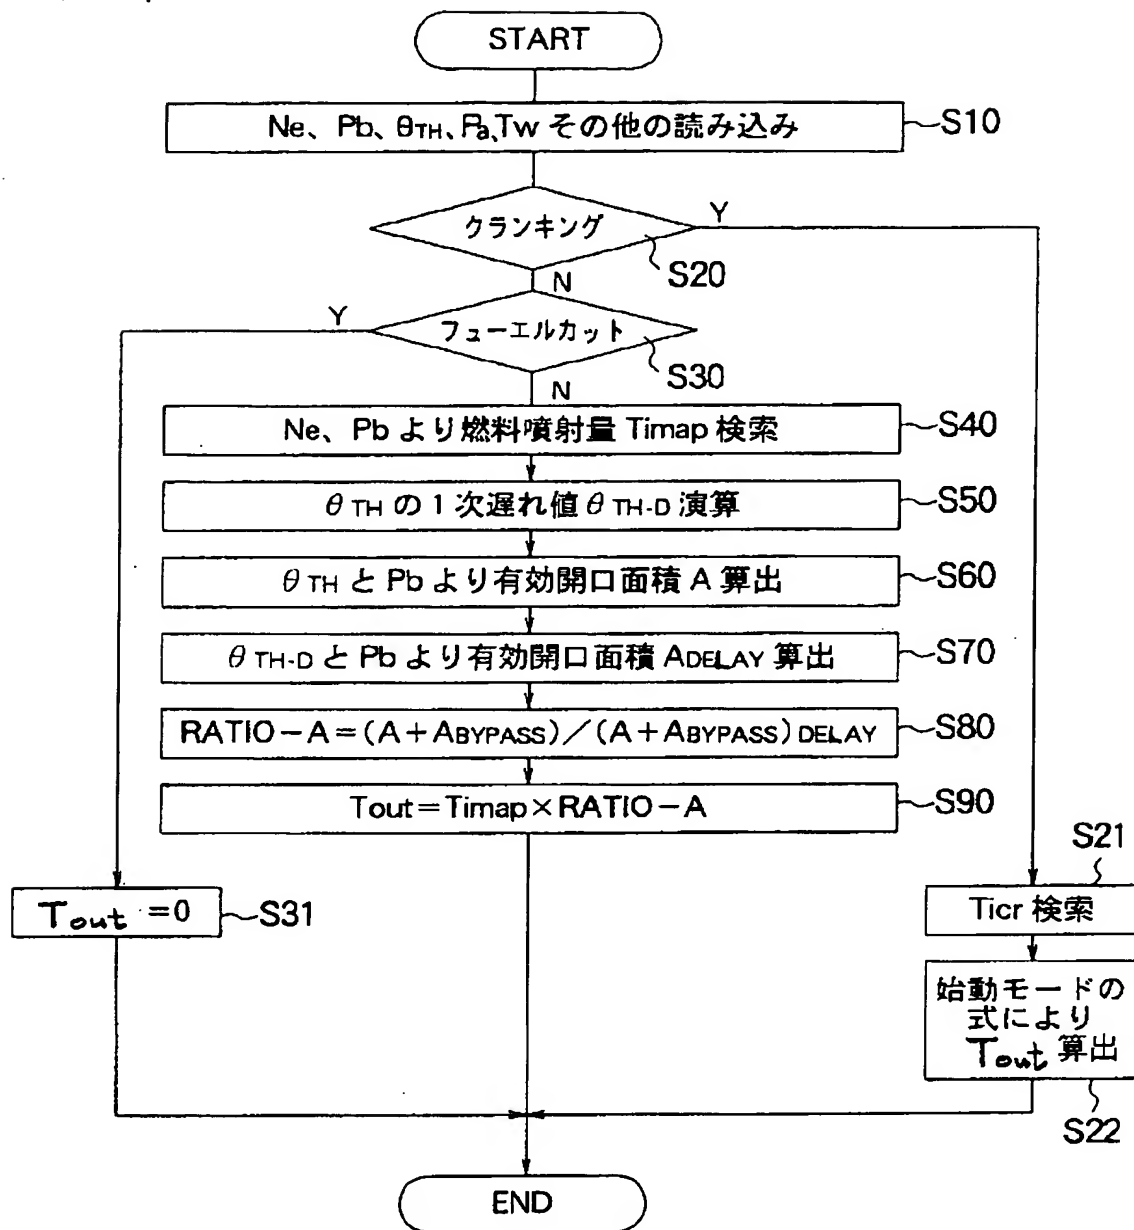 START
Ne、Pb、θTH、Pa、Tw その他の読み込み
S10
クランキング
Y
S20
N
フューエルカット
Y
S30
N
Ne、Pb より燃料噴射量 Timap 検索
S40
θTH の1次遅れ値 θTH-D 演算
S50
θTH と Pb より有効開口面積 A 算出
S60
θTH-D と Pb より有効開口面積 ADELAY 算出
S70
RATIO-A=(A+ABYPASS)/(A+ABYPASS)DELAY
S80
Tout=Timap×RATIO-A
S90
Tout =0
S31
S21
Ticr 検索
始動モードの
式により
Tout 算出
S22
END